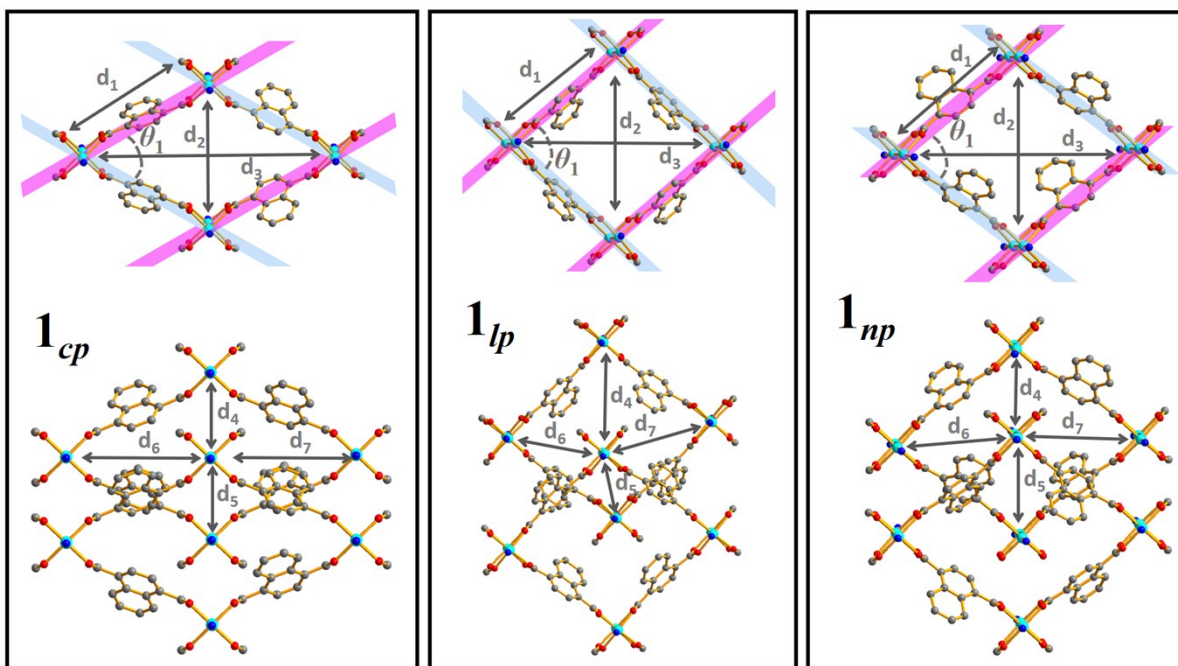 d₁
d₂
θ₁
d₃
1cp
d₄
d₆
d₇
d₅
d₁
d₂
θ₁
d₃
1lp
d₄
d₆
d₇
d₅
d₁
θ₁
d₂
d₃
1np
d₄
d₆
d₇
d₅